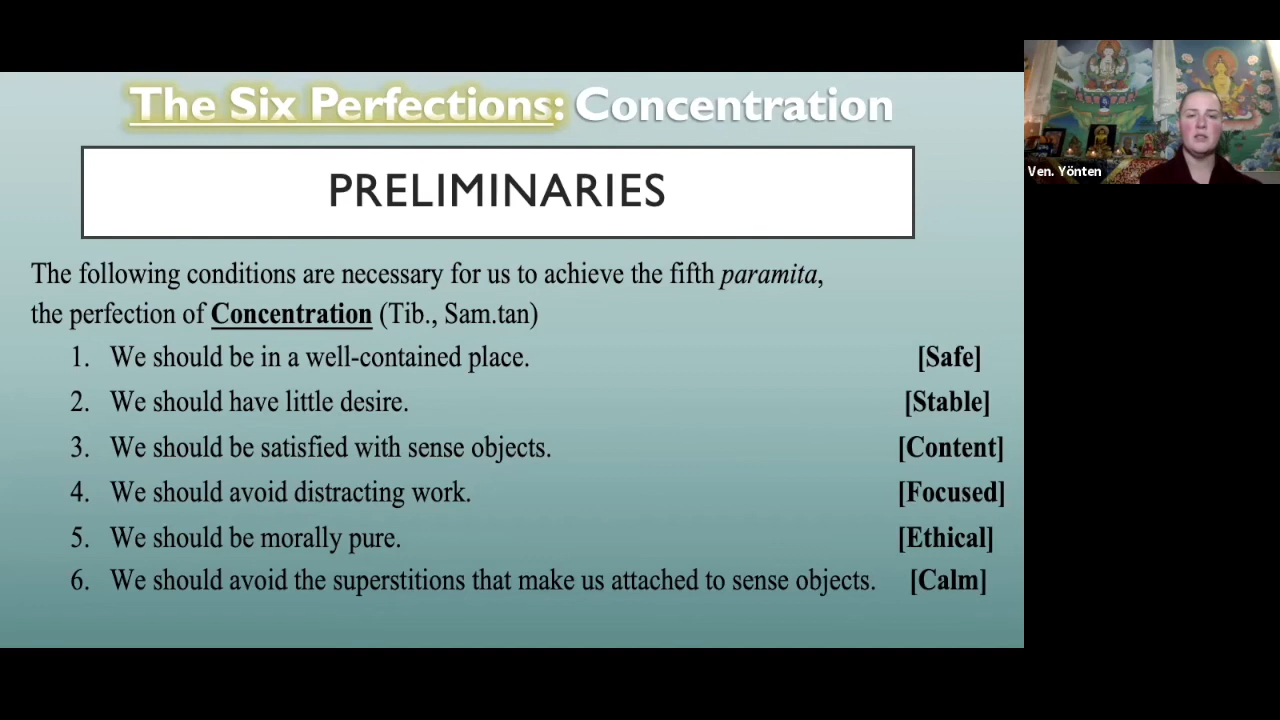 The Six Perfections: Concentration
PRELIMINARIES
The following conditions are necessary for us to achieve the fifth paramita,
the perfection of Concentration (Tib., Sam.tan)
1. We should be in a well-contained place. [Safe]
2. We should have little desire. [Stable]
3. We should be satisfied with sense objects. [Content]
4. We should avoid distracting work. [Focused]
5. We should be morally pure. [Ethical]
6. We should avoid the superstitions that make us attached to sense objects. [Calm]
Ven. Yönten